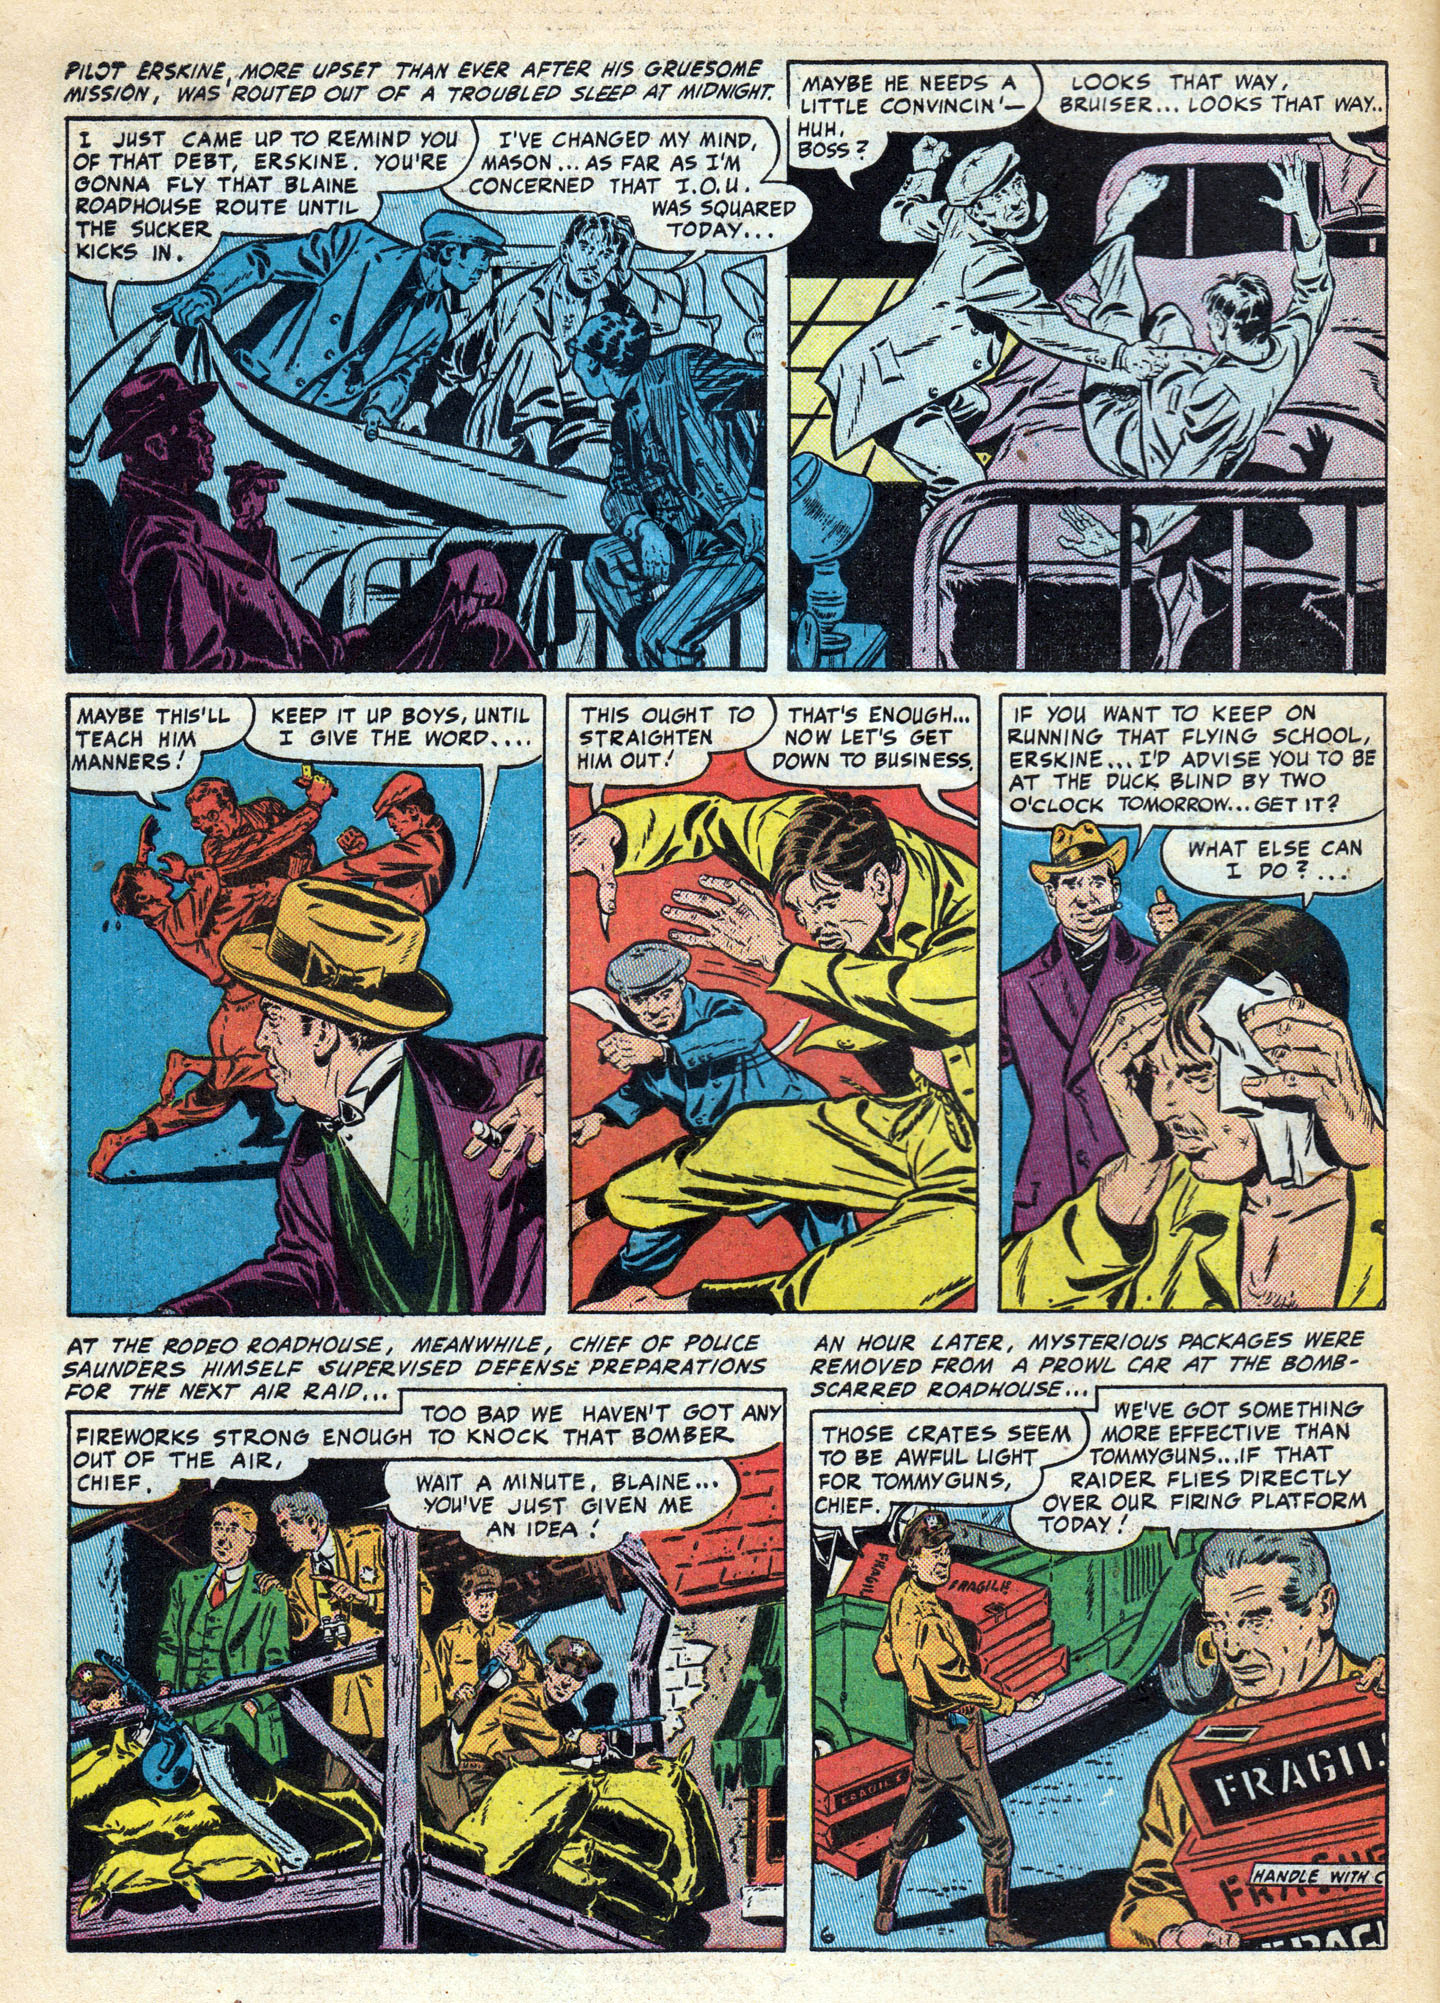 PILOT ERSKINE, MORE UPSET THAN EVER AFTER HIS GRUESOME
MISSION, WAS ROUTED OUT OF A TROUBLED SLEEP AT MIDNIGHT.
I JUST CAME UP TO REMIND YOU
OF THAT DEBT, ERSKINE. YOU'RE
GONNA FLY THAT BLAINE
ROADHOUSE ROUTE UNTIL
THE SUCKER
KICKS IN.
I'VE CHANGED MY MIND,
MASON... AS FAR AS I'M
CONCERNED THAT I.O.U.
WAS SQUARED
TODAY...
MAYBE HE NEEDS A
LITTLE CONVINCIN'—
HUH,
BOSS?
LOOKS THAT WAY,
BRUISER... LOOKS THAT WAY..
MAYBE THIS'LL
TEACH HIM
MANNERS!
KEEP IT UP BOYS, UNTIL
I GIVE THE WORD....
THIS OUGHT TO
STRAIGHTEN
HIM OUT!
THAT'S ENOUGH...
NOW LET'S GET
DOWN TO BUSINESS.
IF YOU WANT TO KEEP ON
RUNNING THAT FLYING SCHOOL,
ERSKINE... I'D ADVISE YOU TO BE
AT THE DUCK BLIND BY TWO
O'CLOCK TOMORROW... GET IT?
WHAT ELSE CAN
I DO?...
AT THE RODEO ROADHOUSE, MEANWHILE, CHIEF OF POLICE
SAUNDERS HIMSELF SUPERVISED DEFENSE PREPARATIONS
FOR THE NEXT AIR RAID...
TOO BAD WE HAVEN'T GOT ANY
FIREWORKS STRONG ENOUGH TO KNOCK THAT BOMBER
OUT OF THE AIR,
CHIEF.
WAIT A MINUTE, BLAINE...
YOU'VE JUST GIVEN ME
AN IDEA!
AN HOUR LATER, MYSTERIOUS PACKAGES WERE
REMOVED FROM A PROWL CAR AT THE BOMB-
SCARRED ROADHOUSE...
THOSE CRATES SEEM
TO BE AWFUL LIGHT
FOR TOMMYGUNS,
CHIEF.
WE'VE GOT SOMETHING
MORE EFFECTIVE THAN
TOMMYGUNS...IF THAT
RAIDER FLIES DIRECTLY
OVER OUR FIRING PLATFORM
TODAY!
FRAGILE
FRAGILE
FRAGILE
FRAGILE
HANDLE WITH C
6